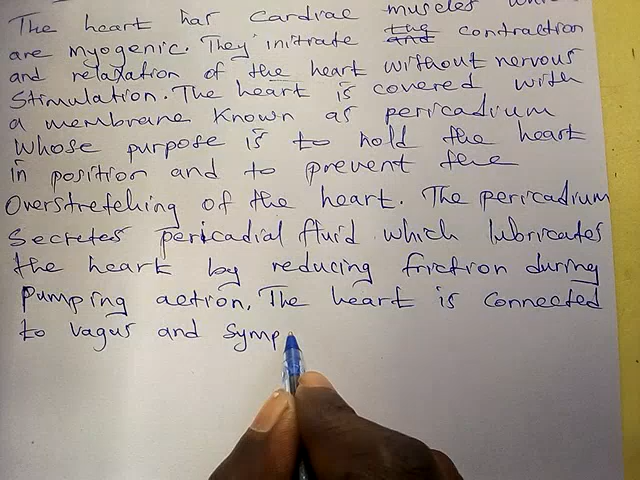 The heart has cardiac muscles which
are myogenic. They initrate the contraction
and relaxation of the heart without nervous
Stimulation. The heart is covered with
a membrane known as pericadium
Whose purpose is to hold the heart
in position and to prevent the
Overstretching of the heart. The pericadium
Secretes pericadial fluid which lubricates
the heart by reducing friction during
Pumping action. The heart is connected
to vagus and symp